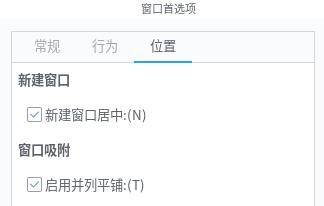 窗口首选项
常规 行为 位置
新建窗口
新建窗口居中:(N)
窗口吸附
启用并列平铺:(T)